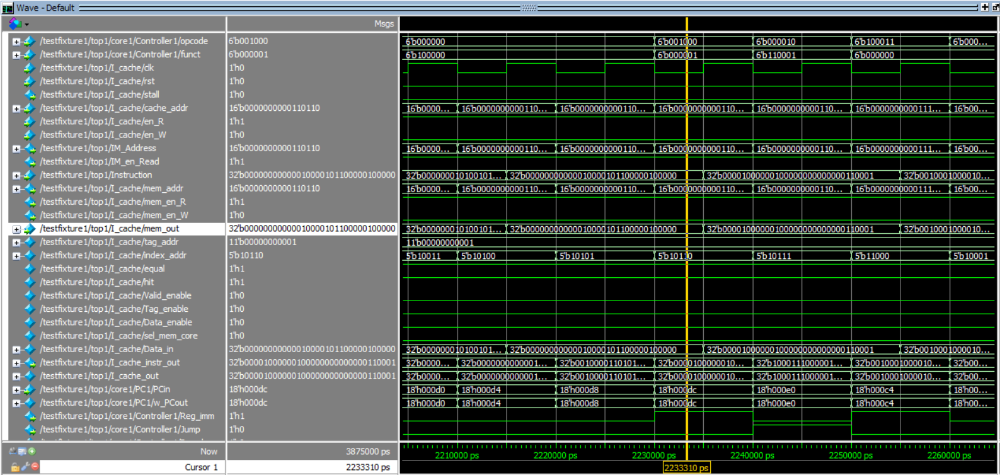 Wave - Default
Msgs
/testfixture1/top1/core1/Controller1/opcode 6'b001000 6'b000000 6'b001000 6'b000010 6'b100011 6'b000...
/testfixture1/top1/core1/Controller1/funct 6'b000001 6'b100000 6'b000001 6'b110001 6'b000000
/testfixture1/top1/I_cache/clk 1'h0
/testfixture1/top1/I_cache/rst 1'h0
/testfixture1/top1/I_cache/stall 1'h0
/testfixture1/top1/I_cache/cache_addr 16'b0000000000110110 16'b0000... 16'b0000000000110... 16'b0000000000110... 16'b0000000000110... 16'b0000000000110... 16'b0000000000111... 16'b00...
/testfixture1/top1/I_cache/en_R 1'h1
/testfixture1/top1/I_cache/en_W 1'h0
/testfixture1/top1/IM_Address 16'b0000000000110110 16'b0000... 16'b0000000000110... 16'b0000000000110... 16'b0000000000110... 16'b0000000000110... 16'b0000000000111... 16'b00...
/testfixture1/top1/IM_en_Read 1'h1
/testfixture1/top1/Instruction 32'b00000000000001000010110000010000 32'b0000000010100101... 32'b00000000000001000010110000010000 32'b00001000000100000000000000110001 32'b0010001000010...
/testfixture1/top1/I_cache/mem_addr 16'b0000000000110110 16'b0000... 16'b0000000000110... 16'b0000000000110... 16'b0000000000110... 16'b0000000000110... 16'b0000000000111... 16'b00...
/testfixture1/top1/I_cache/mem_en_R 1'h1
/testfixture1/top1/I_cache/mem_en_W 1'h0
/testfixture1/top1/I_cache/mem_out 32'b00000000000001000010110000010000 32'b0000000010100101... 32'b00000000000001000010110000010000 32'b00001000000100000000000000110001 32'b0010001000010...
/testfixture1/top1/I_cache/tag_addr 11'b00000000001 11'b00000000001
/testfixture1/top1/I_cache/index_addr 5'b10110 5'b10011 5'b10100 5'b10101 5'b10110 5'b10111 5'b11000 5'b10001
/testfixture1/top1/I_cache/equal 1'h1
/testfixture1/top1/I_cache/hit 1'h1
/testfixture1/top1/I_cache/Valid_enable 1'h0
/testfixture1/top1/I_cache/Tag_enable 1'h0
/testfixture1/top1/I_cache/Data_enable 1'h0
/testfixture1/top1/I_cache/sel_mem_core 1'h0
/testfixture1/top1/I_cache/Data_in 32'b00000000000001000010110000010000 32'b0000000010100101... 32'b00000000000001000010110000010000 32'b00001000000100000000000000110001 32'b0010001000010...
/testfixture1/top1/I_cache_instr_out 32'b00001000000100000000000000110001 32'b0000... 32'b0000000000001... 32'b0010000110101... 32'b0000100000010... 32'b1000111000001... 32'b0010001000010... 32'b00...
/testfixture1/top1/I_cache_out 32'b00001000000100000000000000110001 32'b0000... 32'b0000000000001... 32'b0010000110101... 32'b0000100000010... 32'b1000111000001... 32'b0010001000010... 32'b00...
/testfixture1/top1/core1/PC1/PCin 18'h000dc 18'h000d0 18'h000d4 18'h000d8 18'h000dc 18'h000e0 18'h000c4 18'h00...
/testfixture1/top1/core1/PC1/w_PCout 18'h000dc 18'h000d0 18'h000d4 18'h000d8 18'h000dc 18'h000e0 18'h000c4 18'h00...
/testfixture1/top1/core1/Controller1/Reg_imm 1'h1
/testfixture1/top1/core1/Controller1/Jump 1'h0
Now 3875000 ps 2210000 ps 2220000 ps 2230000 ps 2240000 ps 2250000 ps 2260000 ps
Cursor 1 2233310 ps 2233310 ps